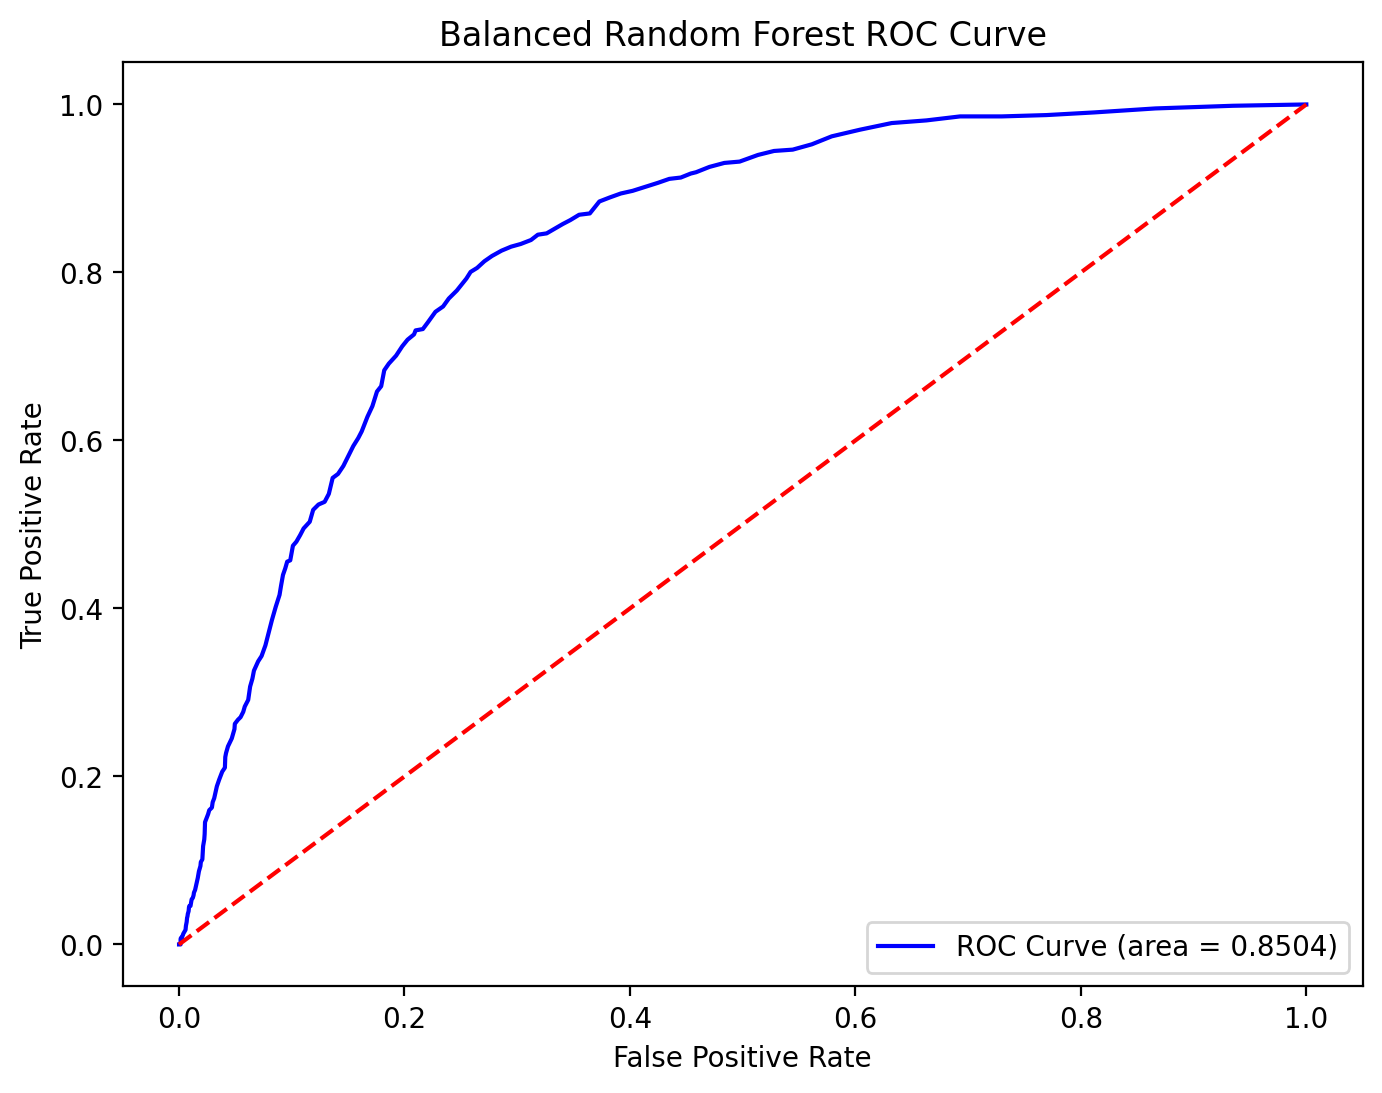 Balanced Random Forest ROC Curve
True Positive Rate
1.0
0.8
0.6
0.4
0.2
0.0
ROC Curve (area = 0.8504)
0.0 0.2 0.4 0.6 0.8 1.0
False Positive Rate